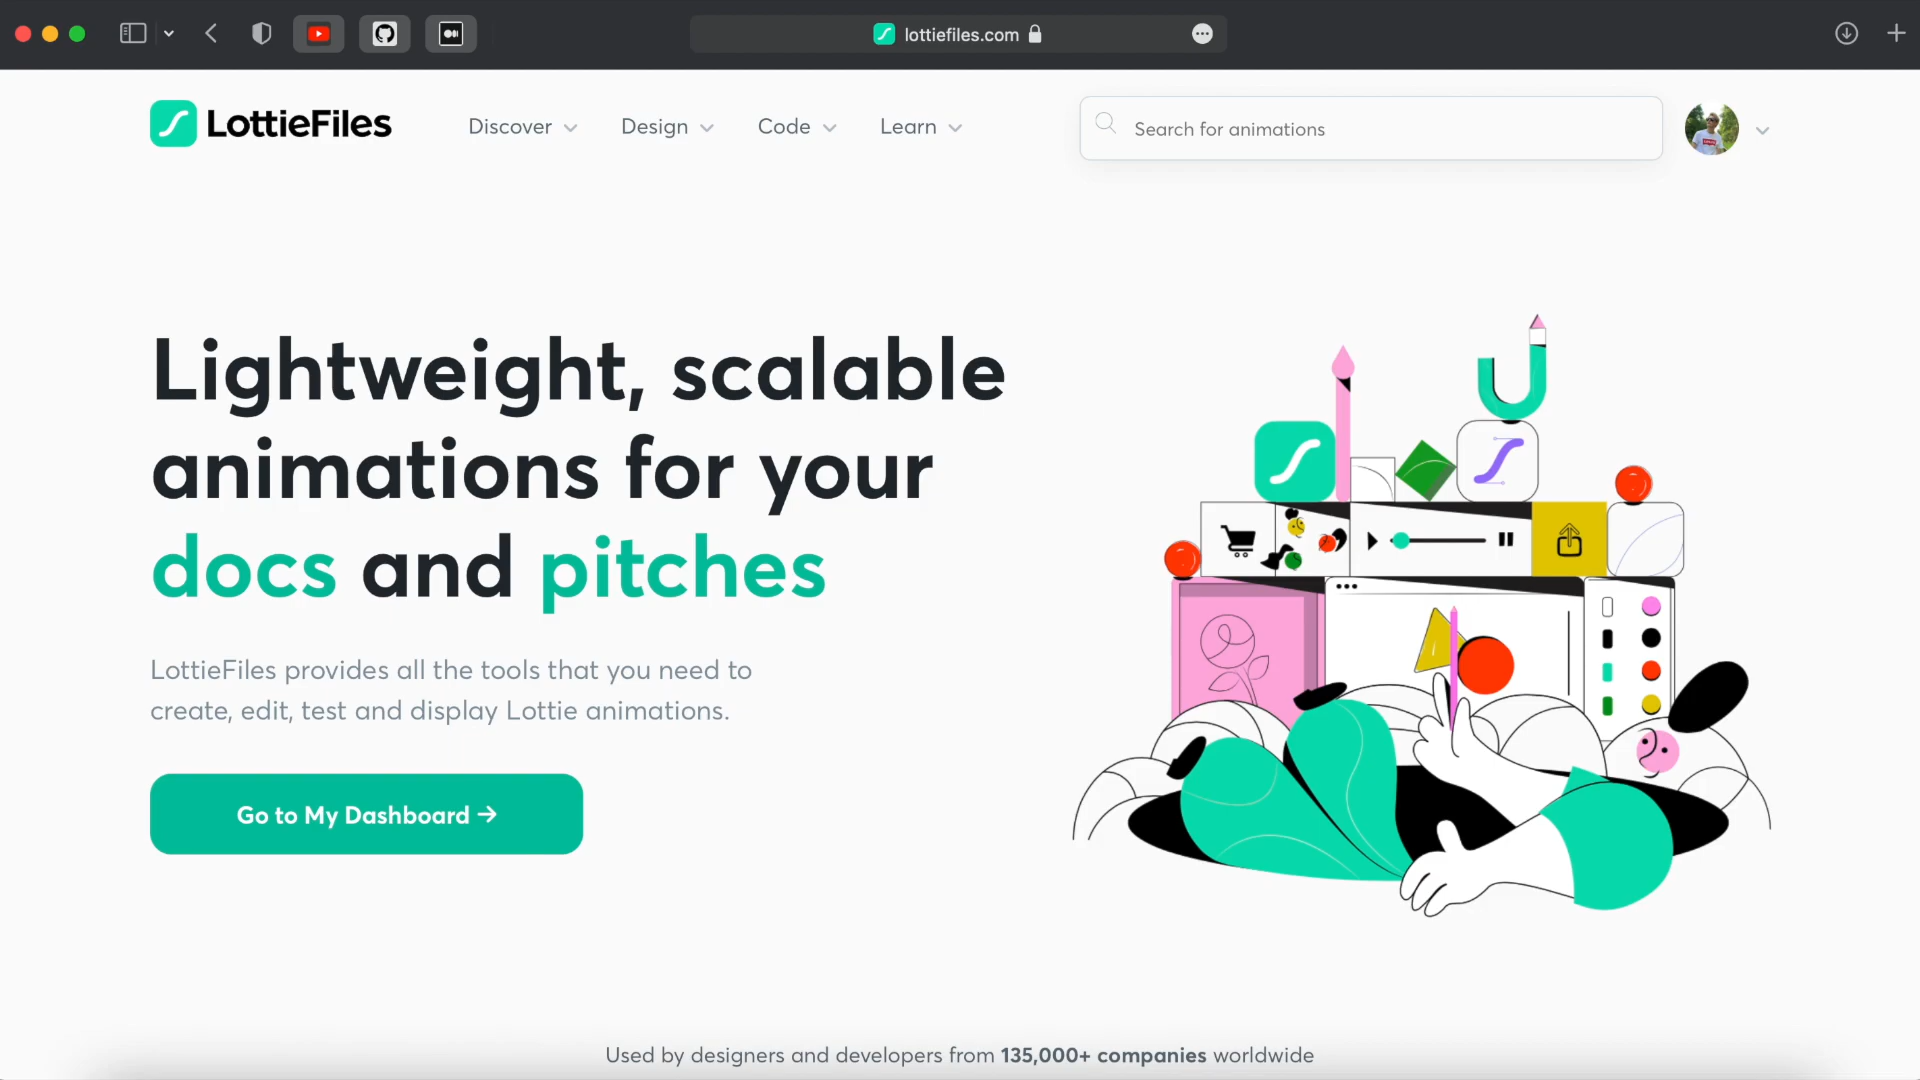 lottiefiles.com
LottieFiles
Discover
Design
Code
Learn
Search for animations
Lightweight, scalable
animations for your
docs and pitches
LottieFiles provides all the tools that you need to
create, edit, test and display Lottie animations.
Go to My Dashboard →
Used by designers and developers from 135,000+ companies worldwide